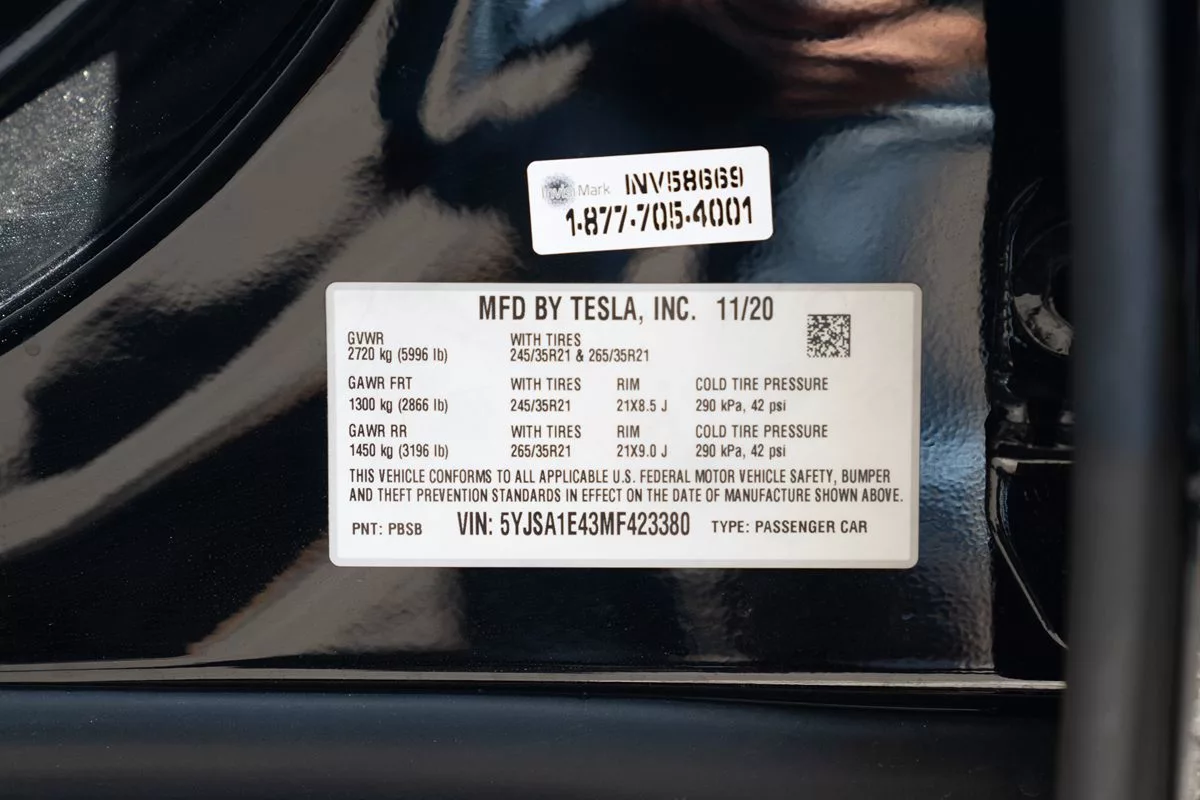 InVisiMark INV58669
1-877-705-4001
MFD BY TESLA, INC. 11/20
GVWR WITH TIRES
2720 kg (5996 lb) 245/35R21 & 265/35R21
GAWR FRT WITH TIRES RIM COLD TIRE PRESSURE
1300 kg (2866 lb) 245/35R21 21X8.5 J 290 kPa, 42 psi
GAWR RR WITH TIRES RIM COLD TIRE PRESSURE
1450 kg (3196 lb) 265/35R21 21X9.0 J 290 kPa, 42 psi
THIS VEHICLE CONFORMS TO ALL APPLICABLE U.S. FEDERAL MOTOR VEHICLE SAFETY, BUMPER
AND THEFT PREVENTION STANDARDS IN EFFECT ON THE DATE OF MANUFACTURE SHOWN ABOVE.
PNT: PBSB VIN: 5YJSA1E43MF423380 TYPE: PASSENGER CAR